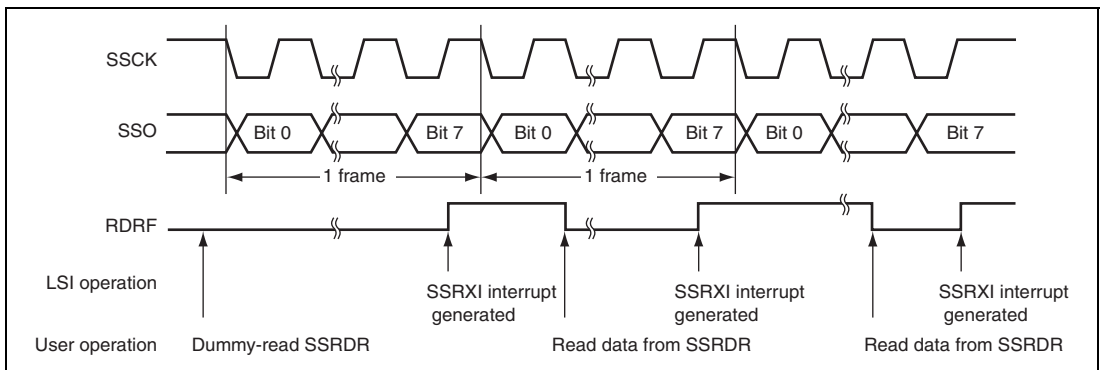 SSCK
SSO
Bit 0
Bit 7
Bit 0
Bit 7
Bit 0
Bit 7
1 frame
1 frame
RDRF
LSI operation
SSRXI interrupt
generated
SSRXI interrupt
generated
SSRXI interrupt
generated
User operation
Dummy-read SSRDR
Read data from SSRDR
Read data from SSRDR